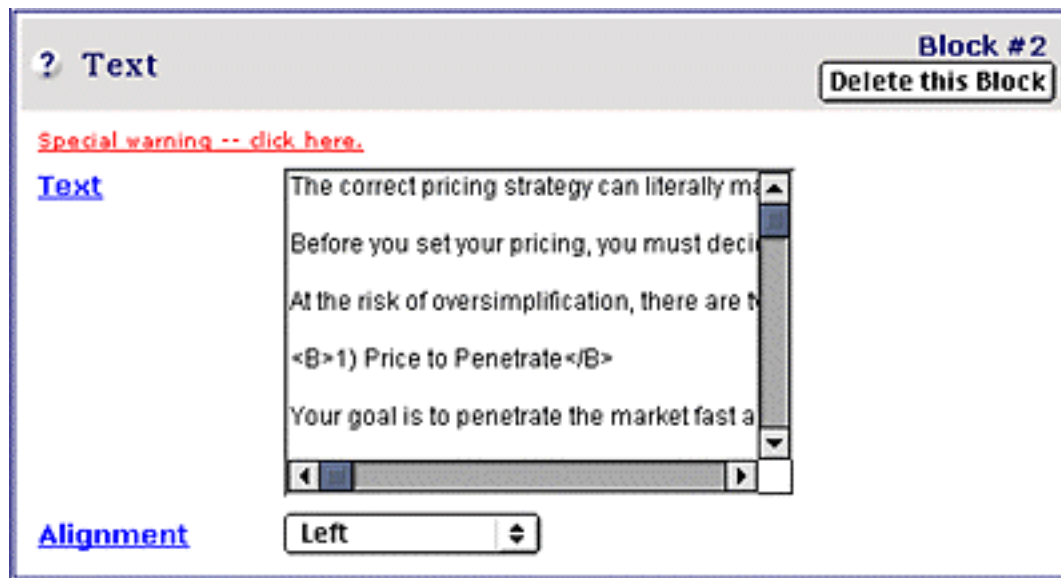 ? Text
Block #2
Delete this Block
Special warning -- click here.
Text
The correct pricing strategy can literally
Before you set your pricing, you must
At the risk of oversimplification, there are
<B>1) Price to Penetrate</B>
Your goal is to penetrate the market fast a
Alignment
Left